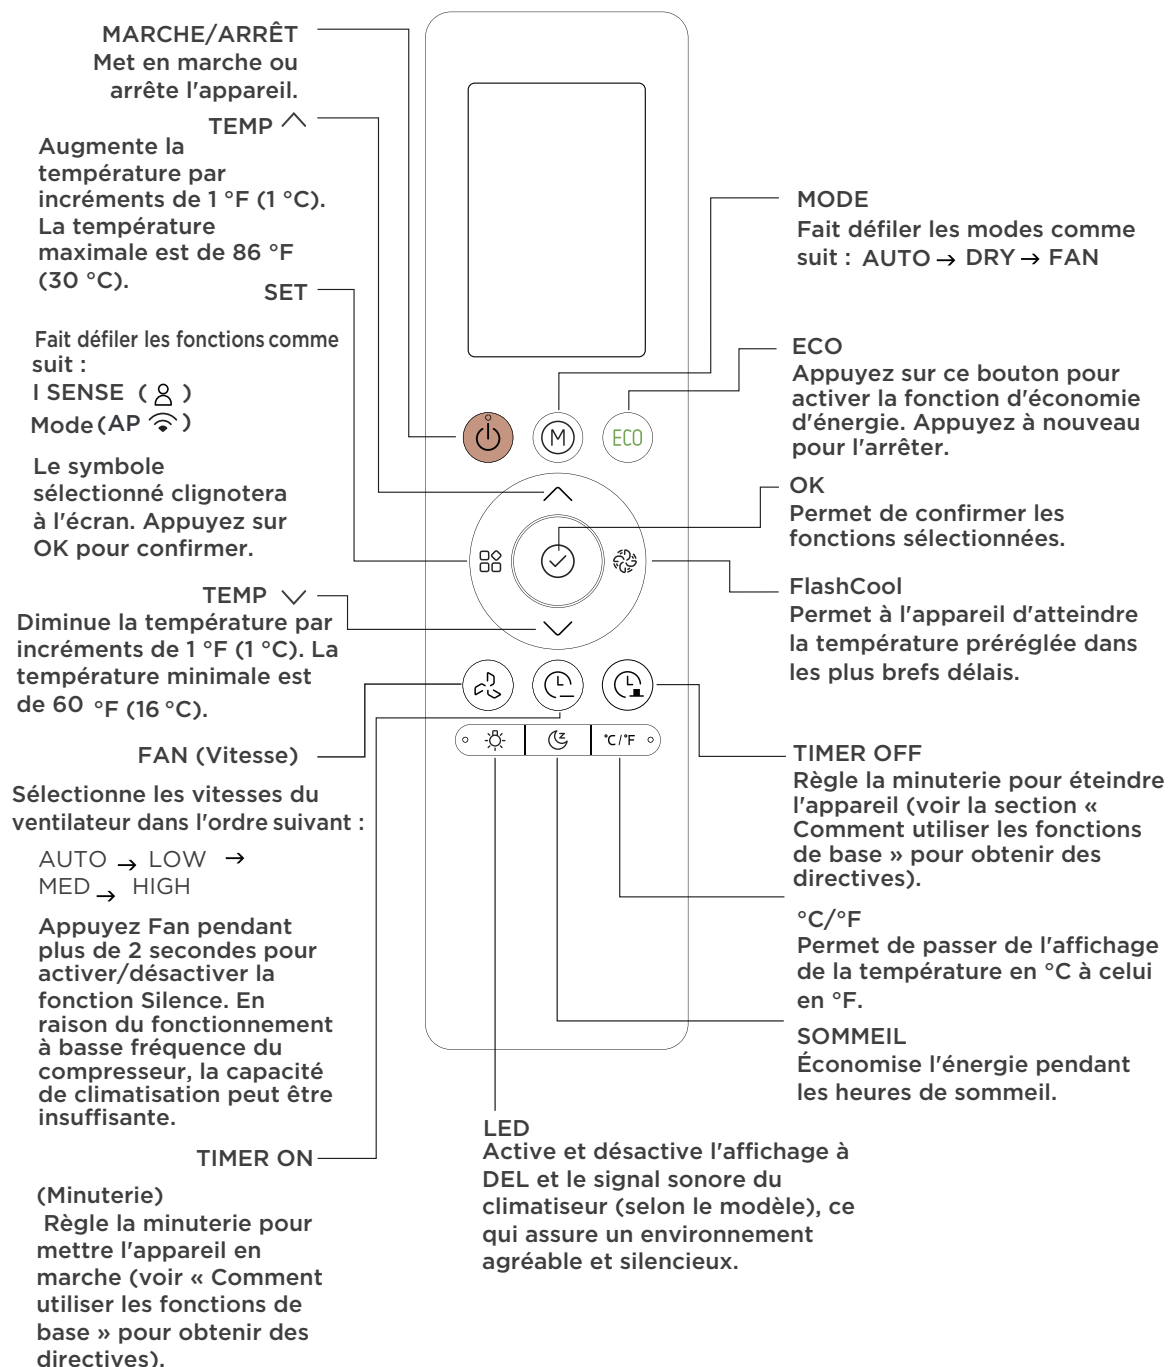 MARCHE/ARRÊT
Met en marche ou
arrête l'appareil.
TEMP
Augmente la
température par
incréments de 1 °F (1 °C).
La température
maximale est de 86 °F
(30 °C).
SET
Fait défiler les fonctions comme
suit :
I SENSE ( )
Mode (AP )
Le symbole
sélectionné clignotera
à l'écran. Appuyez sur
OK pour confirmer.
TEMP
Diminue la température par
incréments de 1 °F (1 °C). La
température minimale est
de 60 °F (16 °C).
FAN (Vitesse)
Sélectionne les vitesses du
ventilateur dans l'ordre suivant :
AUTO → LOW →
MED → HIGH
Appuyez Fan pendant
plus de 2 secondes pour
activer/désactiver la
fonction Silence. En
raison du fonctionnement
à basse fréquence du
compresseur, la capacité
de climatisation peut être
insuffisante.
TIMER ON
(Minuterie)
Règle la minuterie pour
mettre l'appareil en
marche (voir « Comment
utiliser les fonctions de
base » pour obtenir des
directives).
M
ECO
z
°C/°F
MODE
Fait défiler les modes comme
suit : AUTO → DRY → FAN
ECO
Appuyez sur ce bouton pour
activer la fonction d'économie
d'énergie. Appuyez à nouveau
pour l'arrêter.
OK
Permet de confirmer les
fonctions sélectionnées.
FlashCool
Permet à l'appareil d'atteindre
la température préréglée dans
les plus brefs délais.
TIMER OFF
Règle la minuterie pour éteindre
l'appareil (voir la section «
Comment utiliser les fonctions
de base » pour obtenir des
directives).
°C/°F
Permet de passer de l'affichage
de la température en °C à celui
en °F.
SOMMEIL
Économise l'énergie pendant
les heures de sommeil.
LED
Active et désactive l'affichage à
DEL et le signal sonore du
climatiseur (selon le modèle), ce
qui assure un environnement
agréable et silencieux.